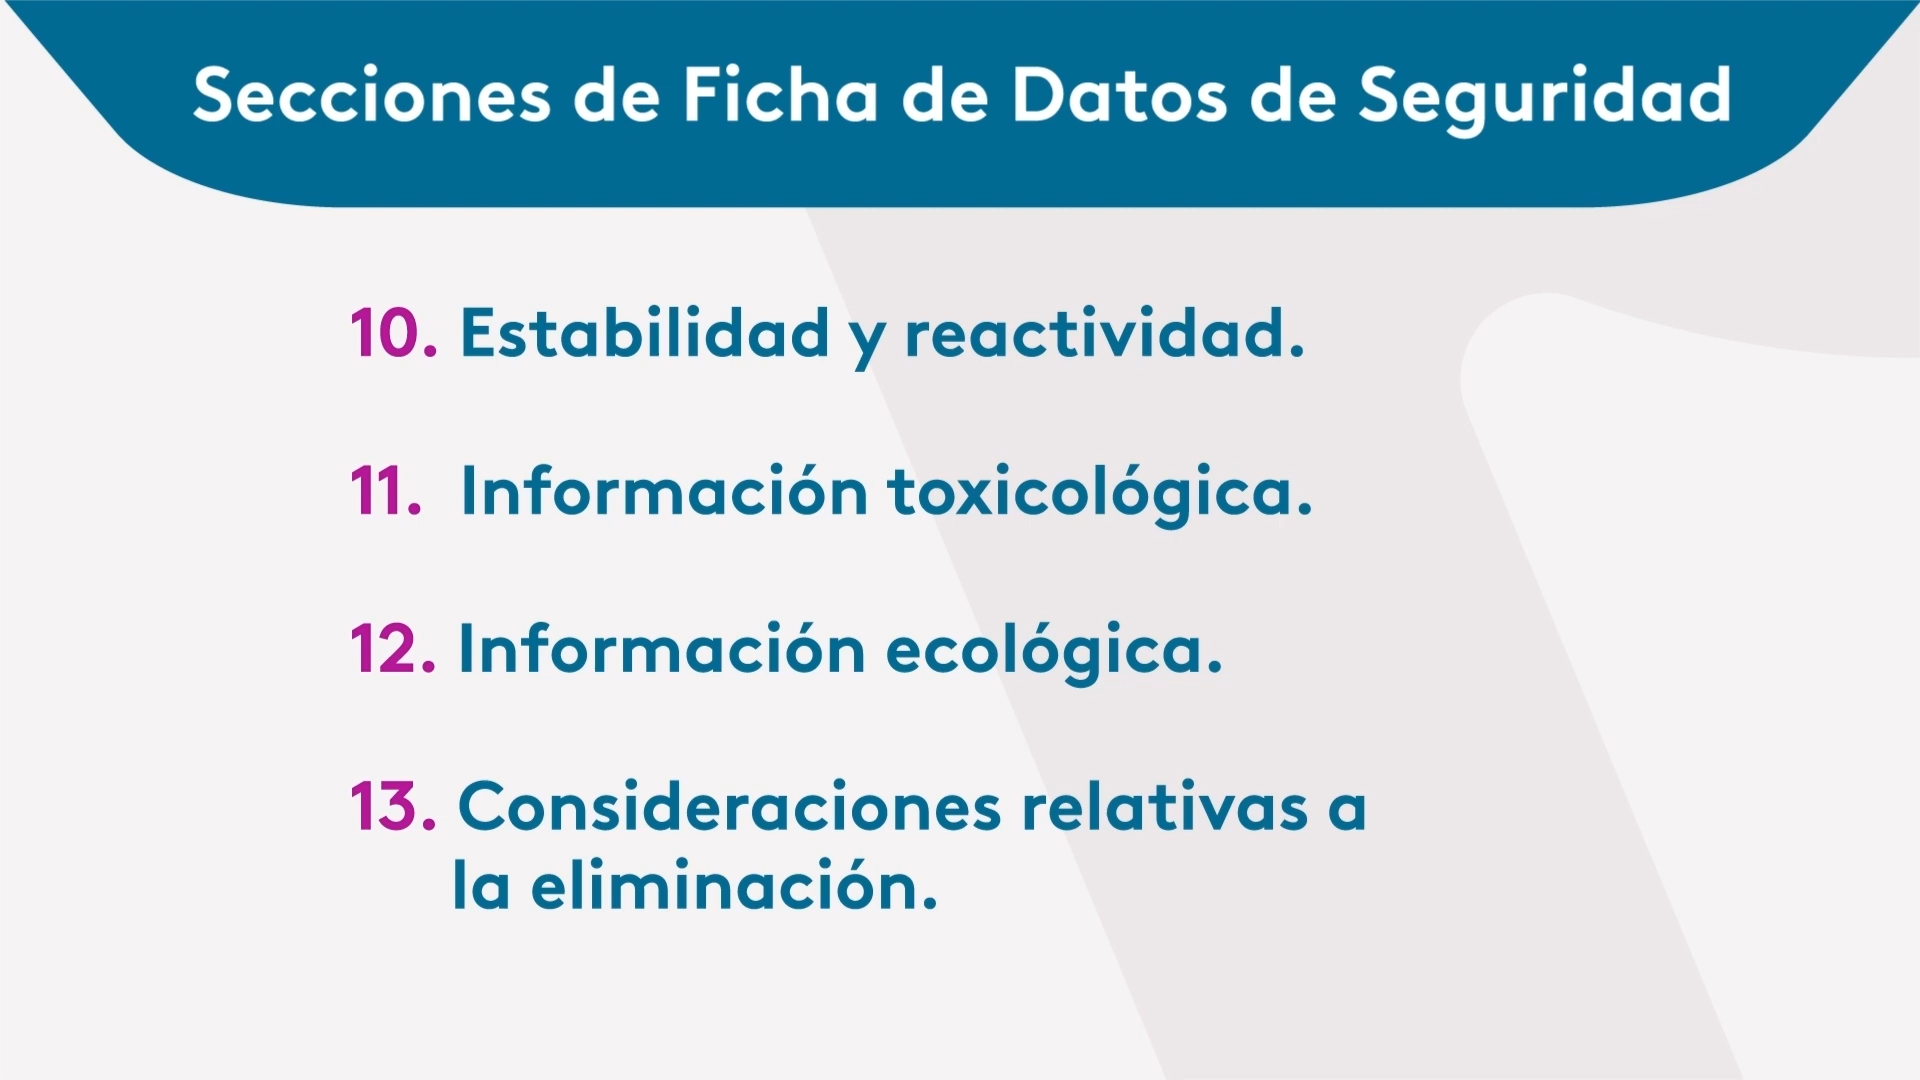 Secciones de Ficha de Datos de Seguridad
10. Estabilidad y reactividad.
11. Información toxicológica.
12. Información ecológica.
13. Consideraciones relativas a
la eliminación.